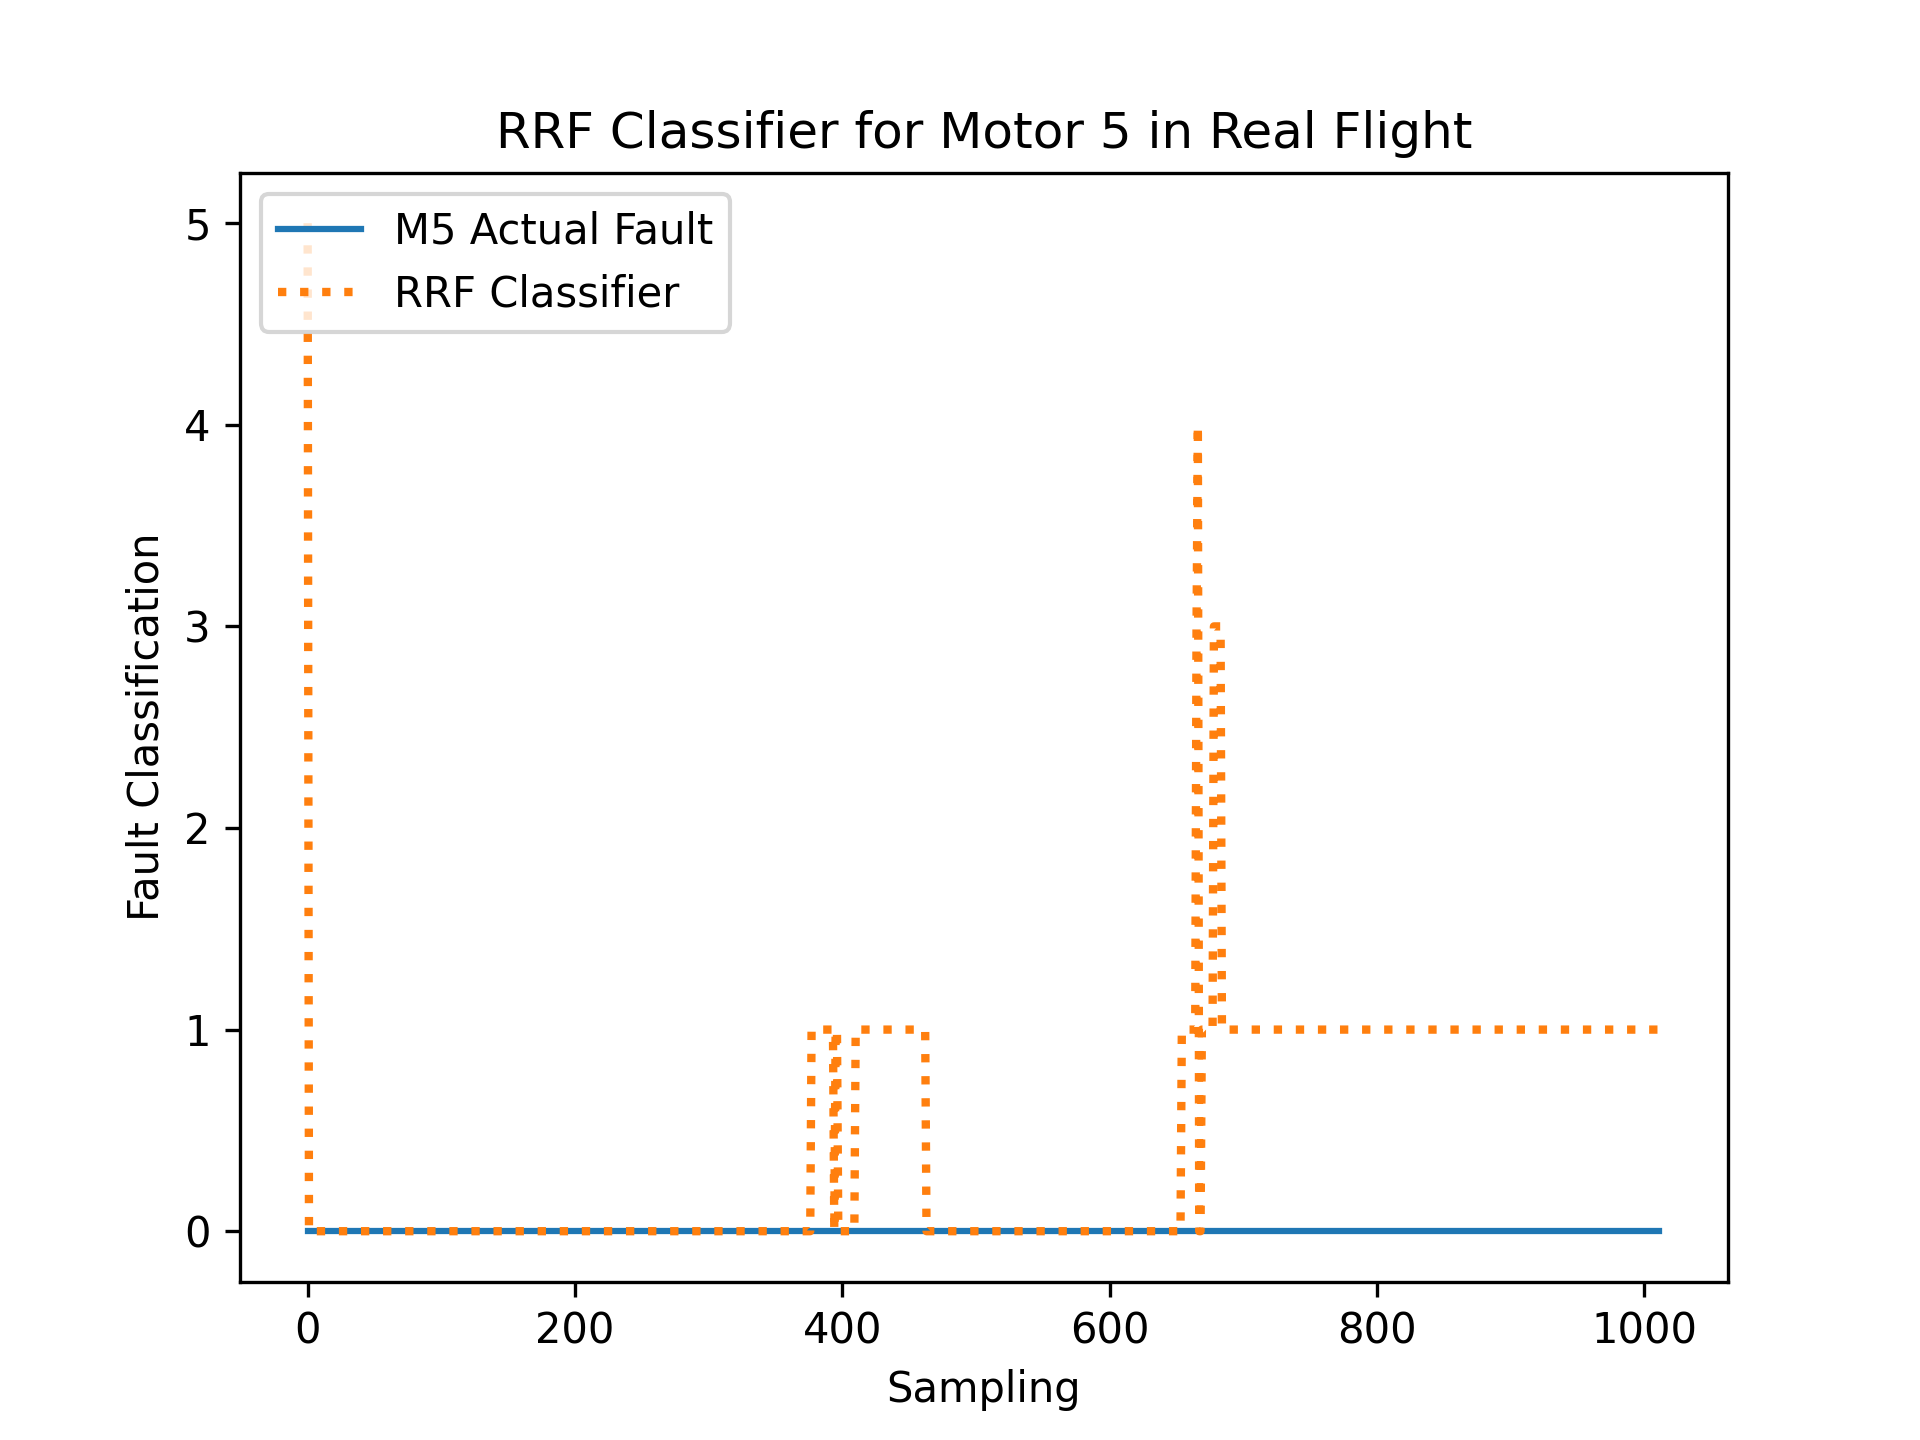 RRF Classifier for Motor 5 in Real Flight
M5 Actual Fault
RRF Classifier
Fault Classification
5
4
3
2
1
0
0 200 400 600 800 1000
Sampling